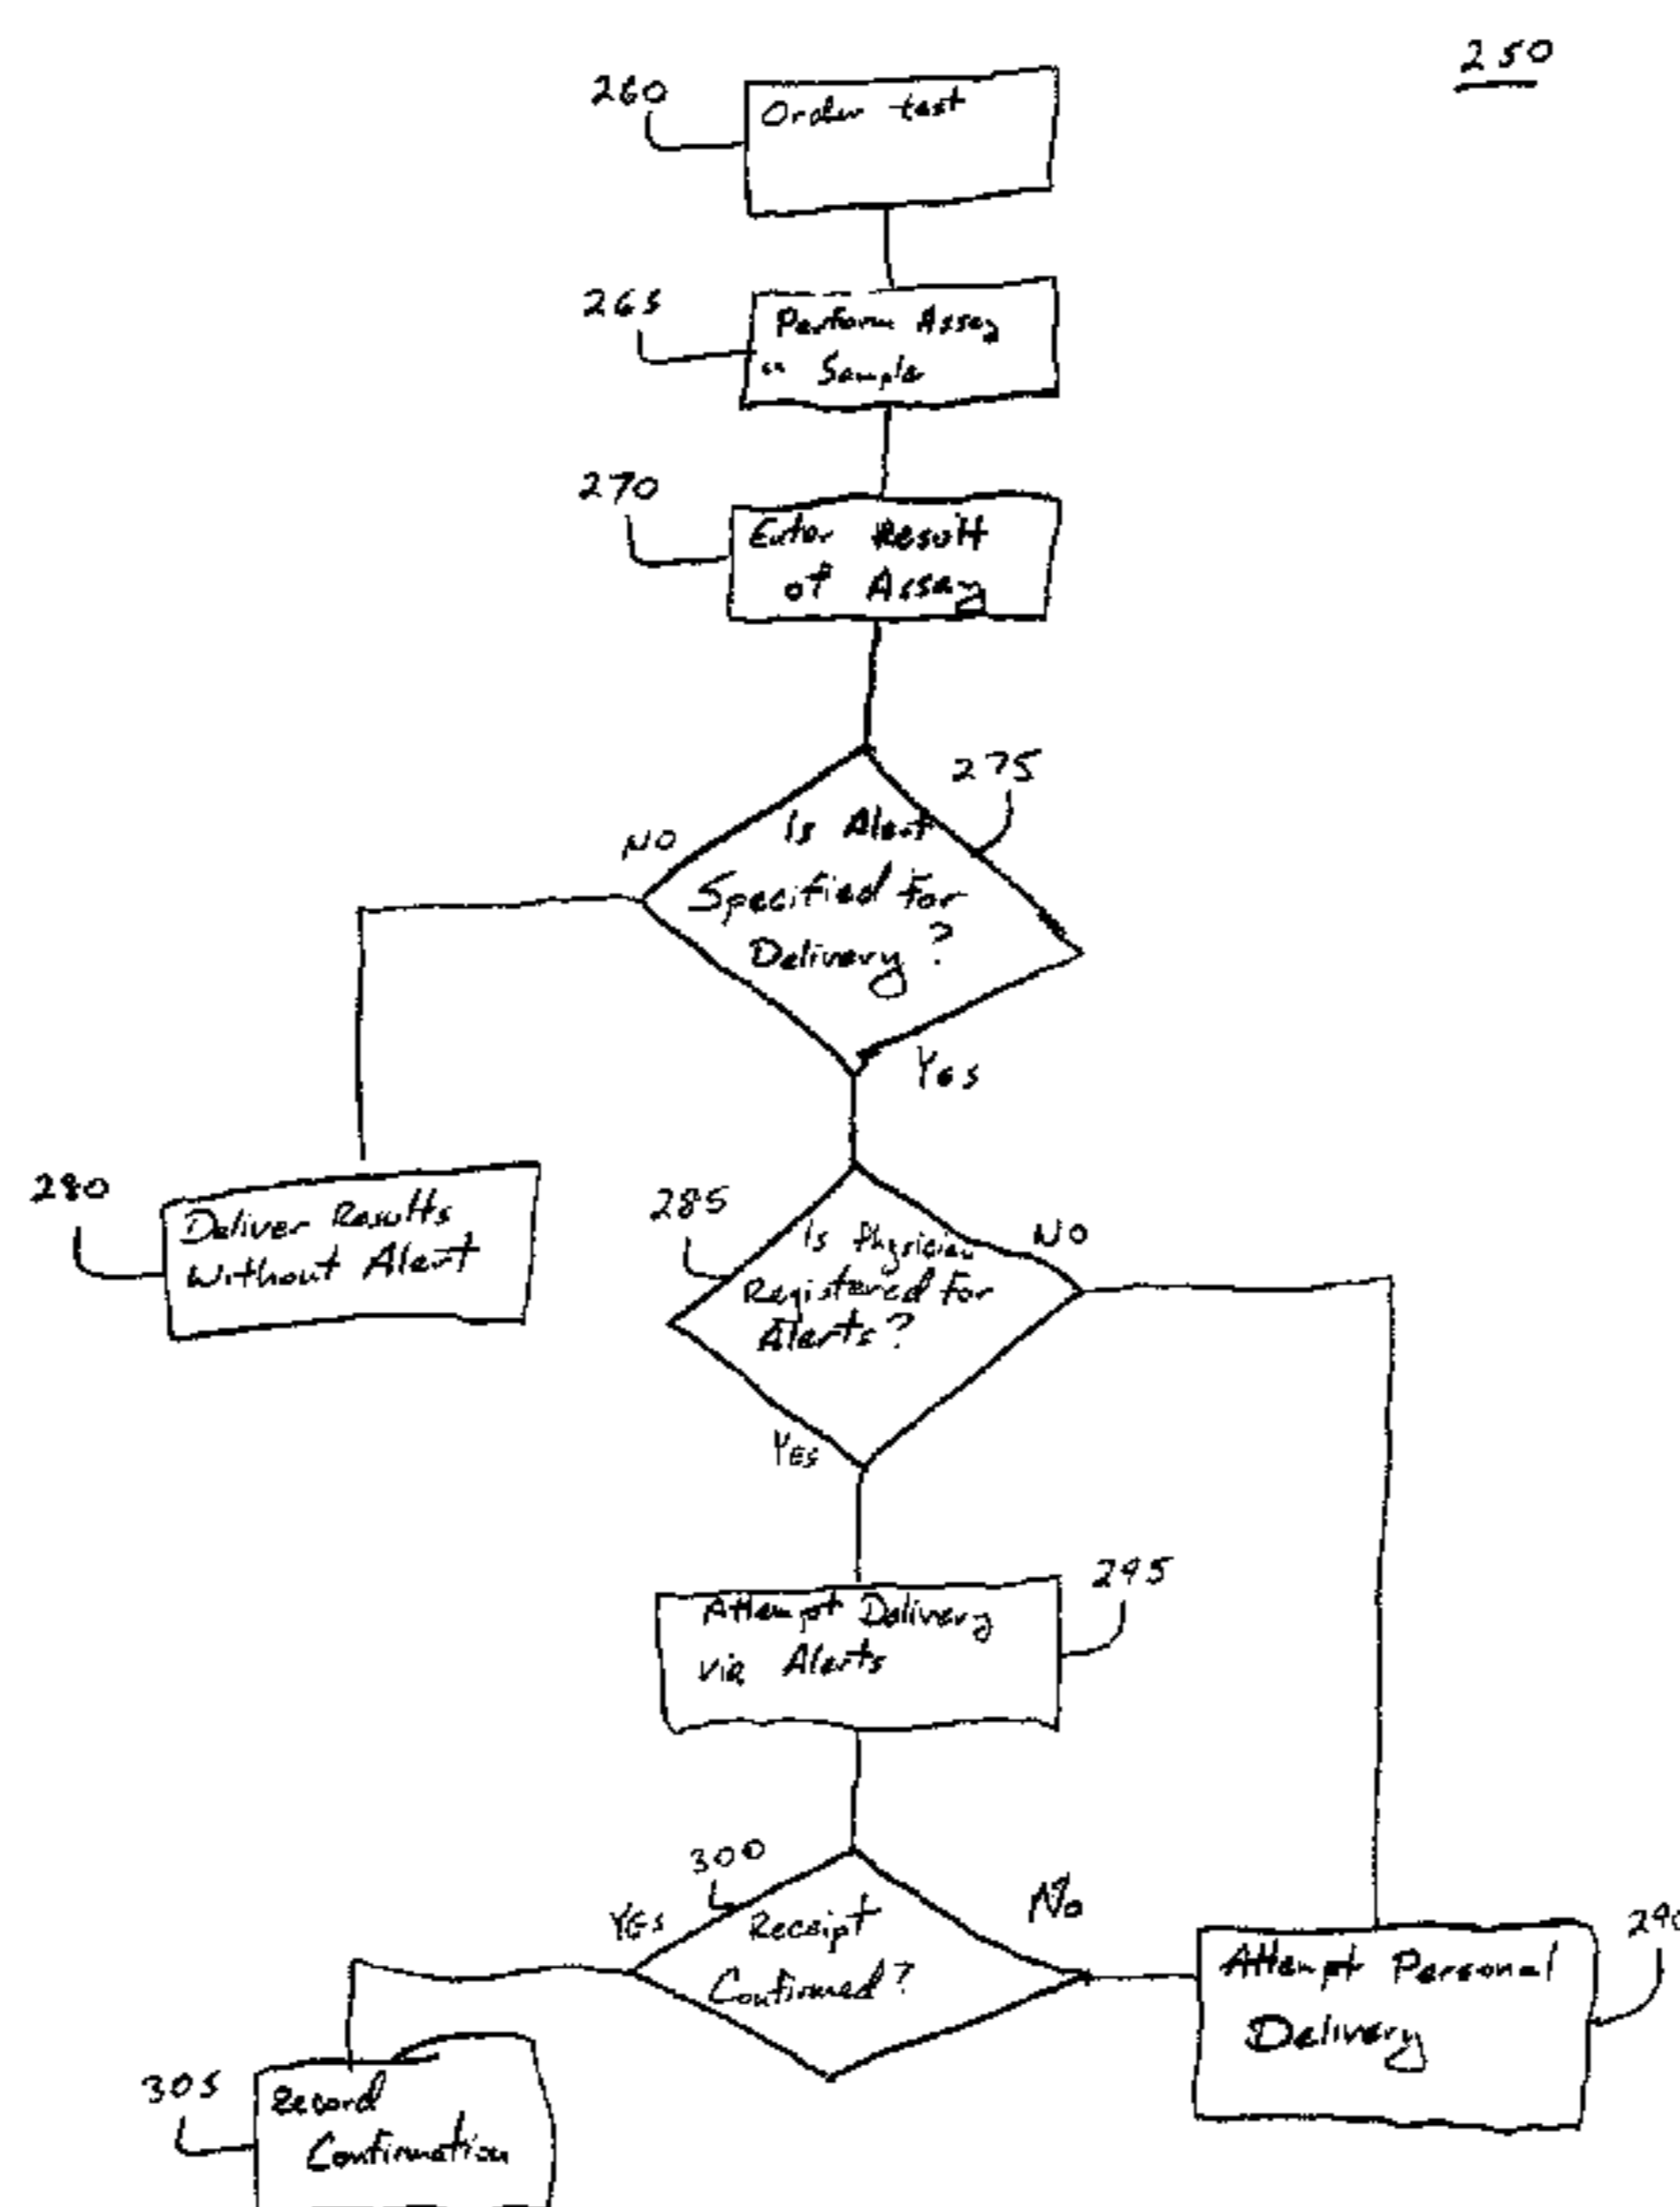 250
260
Order test
265
Perform Assay
on Sample
270
Enter Result
of Assay
275
Is Alert
Specified for
Delivery?
NO
Yes
280
Deliver Results
Without Alert
285
Is Physician
Registered for
Alerts?
NO
YES
295
Attempt Delivery
via Alerts
300
Receipt
Confirmed?
YES
No
290
Attempt Personal
Delivery
305
Record
Confirmation